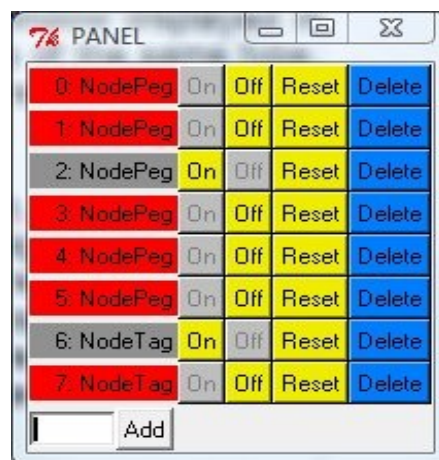 PANEL
0: NodePeg On Off Reset Delete
1: NodePeg On Off Reset Delete
2: NodePeg On Off Reset Delete
3: NodePeg On Off Reset Delete
4: NodePeg On Off Reset Delete
5: NodePeg On Off Reset Delete
6: NodeTag On Off Reset Delete
7: NodeTag On Off Reset Delete
Add